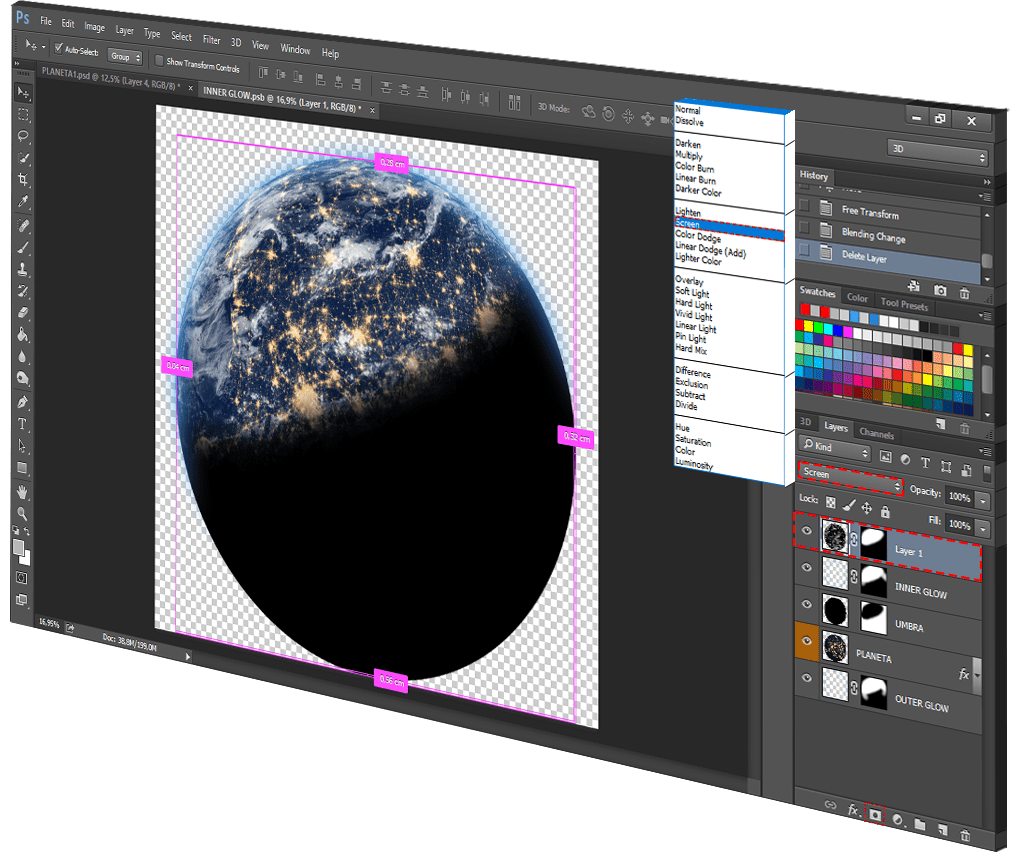 Ps File Edit Image Layer Type Select Filter 3D View Window Help
Auto-Select: Group Show Transform Controls 3D Mode: 3D
PLANETA1.psd @ 12,5% (Layer 4, RGB/8) * ×
INNER GLOW.psb @ 16,9% (Layer 1, RGB/8) * ×
0,28 cm
0,84 cm
0,32 cm
0,36 cm
16,95% Doc: 38,8M/199,0M
Normal
Dissolve
Darken
Multiply
Color Burn
Linear Burn
Darker Color
Lighten
Screen
Color Dodge
Linear Dodge (Add)
Lighter Color
Overlay
Soft Light
Hard Light
Vivid Light
Linear Light
Pin Light
Hard Mix
Difference
Exclusion
Subtract
Divide
Hue
Saturation
Color
Luminosity
History
Free Transform
Blending Change
Delete Layer
Swatches Color Tool Presets
3D Layers Channels
Kind
Screen Opacity: 100%
Lock: Fill: 100%
Layer 1
INNER GLOW
UMBRA
PLANETA fx
OUTER GLOW
fx